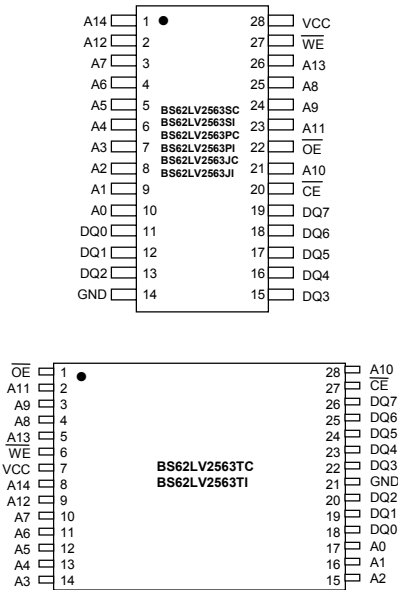 A14 1 28 VCC
A12 2 27 WE
A7 3 26 A13
A6 4 25 A8
A5 5 BS62LV2563SC 24 A9
BS62LV2563SI
A4 6 BS62LV2563PC 23 A11
A3 7 BS62LV2563PI 22 OE
BS62LV2563JC
A2 8 BS62LV2563JI 21 A10
A1 9 20 CE
A0 10 19 DQ7
DQ0 11 18 DQ6
DQ1 12 17 DQ5
DQ2 13 16 DQ4
GND 14 15 DQ3
OE 1 28 A10
A11 2 27 CE
A9 3 26 DQ7
A8 4 25 DQ6
A13 5 24 DQ5
WE 6 23 DQ4
VCC 7 BS62LV2563TC 22 DQ3
A14 8 BS62LV2563TI 21 GND
A12 9 20 DQ2
A7 10 19 DQ1
A6 11 18 DQ0
A5 12 17 A0
A4 13 16 A1
A3 14 15 A2